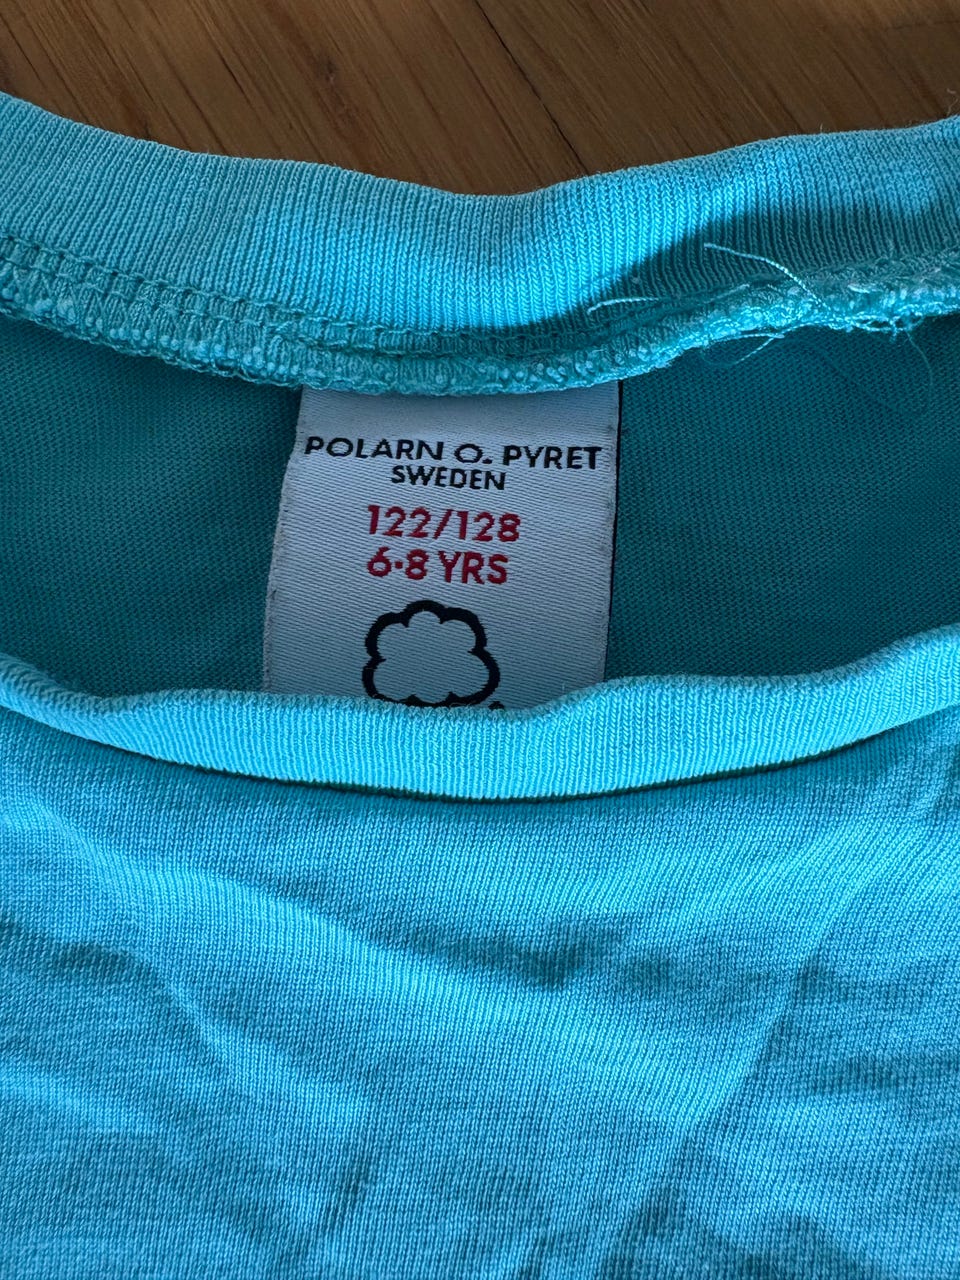 POLARN O. PYRET
SWEDEN
122/128
6-8 YRS